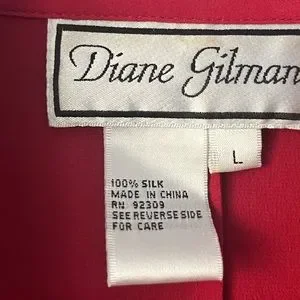 Diane Gilman
L
100% SILK
MADE IN CHINA
RN 92309
SEE REVERSE SIDE
FOR CARE